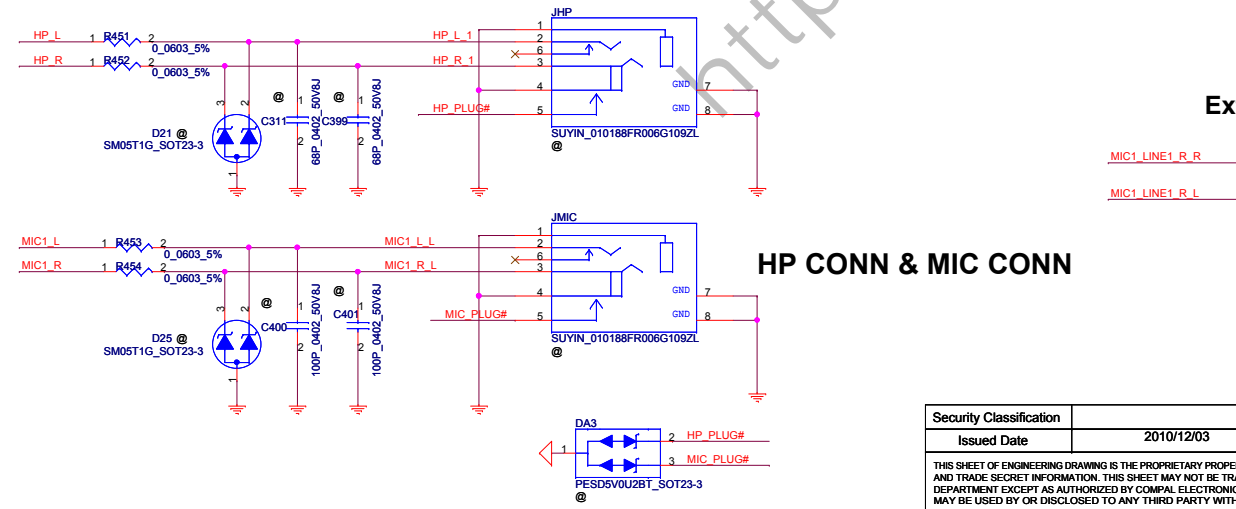 http
JHP
HP_L 1 R451 2 HP_L_1 1
0_0603_5% 2
HP_R 1 R452 2 HP_R_1 6
0_0603_5% 3
4 GND 7
3 2 @ 1 @ 1 HP_PLUG# 5 GND 8
C311 C399
68P_0402_50V8J 68P_0402_50V8J
D21 @ 2 2
SM05T1G_SOT23-3
1
SUYIN_010188FR006G109ZL
@
Ex
MIC1_LINE1_R_R
MIC1_LINE1_R_L
JMIC
MIC1_L 1 R453 2 MIC1_L_L 1
0_0603_5% 2
MIC1_R 1 R454 2 MIC1_R_L 6
0_0603_5% 3
4 GND 7
3 2 @ 1 @ 1 MIC_PLUG# 5 GND 8
C400 C401
100P_0402_50V8J 100P_0402_50V8J
D25 @ 2 2
SM05T1G_SOT23-3
1
SUYIN_010188FR006G109ZL
@
HP CONN & MIC CONN
DA3
1 2 HP_PLUG#
3 MIC_PLUG#
PESD5V0U2BT_SOT23-3
@
Security Classification
Issued Date 2010/12/03
THIS SHEET OF ENGINEERING DRAWING IS THE PROPRIETARY PROPE
AND TRADE SECRET INFORMATION. THIS SHEET MAY NOT BE TRA
DEPARTMENT EXCEPT AS AUTHORIZED BY COMPAL ELECTRONIC
MAY BE USED BY OR DISCLOSED TO ANY THIRD PARTY WITH